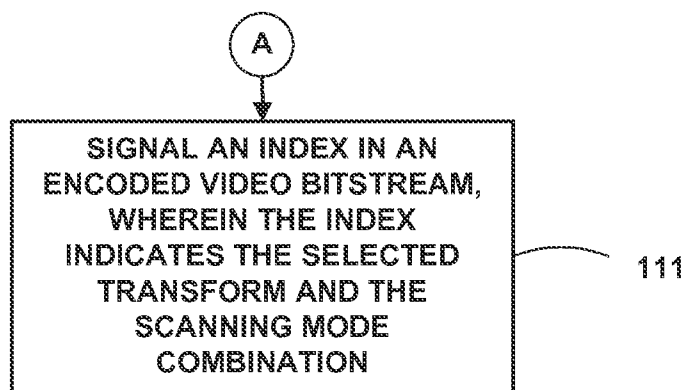 A
SIGNAL AN INDEX IN AN
ENCODED VIDEO BITSTREAM,
WHEREIN THE INDEX
INDICATES THE SELECTED
TRANSFORM AND THE
SCANNING MODE
COMBINATION
111